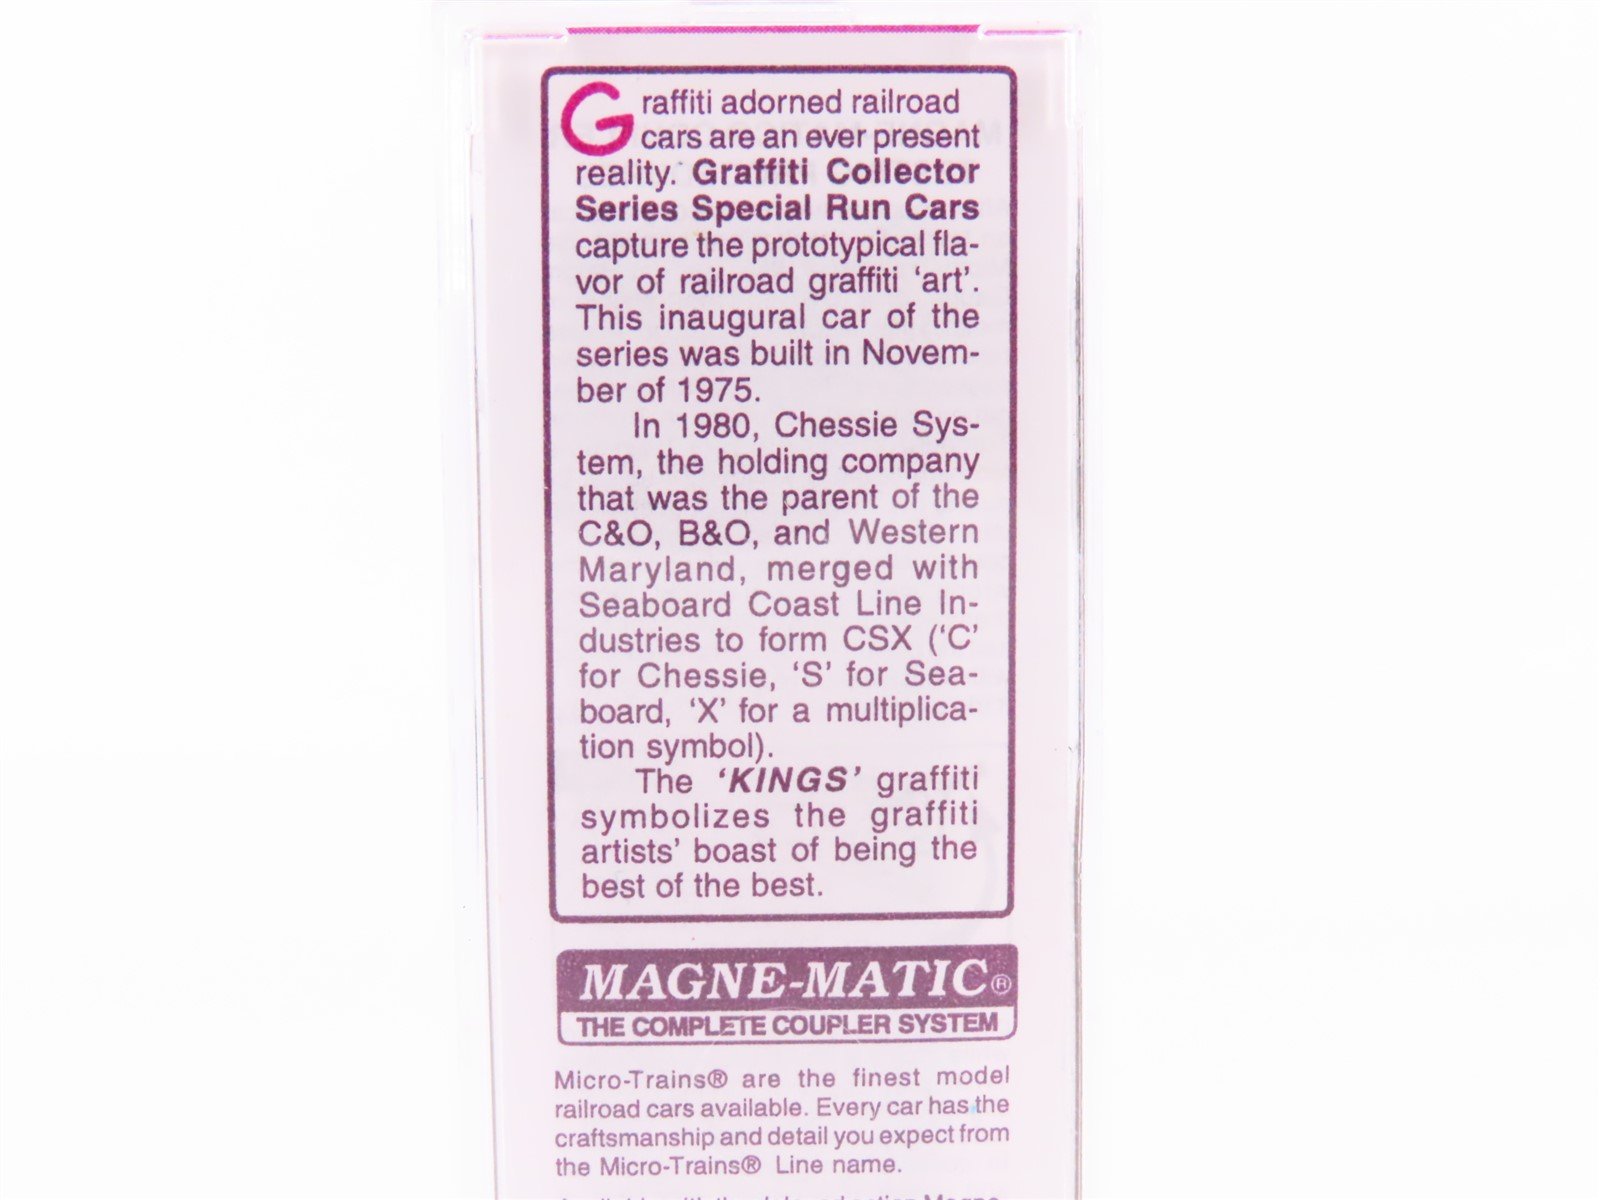 Graffiti adorned railroad
cars are an ever present
reality. Graffiti Collector
Series Special Run Cars
capture the prototypical fla-
vor of railroad graffiti ‘art’.
This inaugural car of the
series was built in Novem-
ber of 1975.
In 1980, Chessie Sys-
tem, the holding company
that was the parent of the
C&O, B&O, and Western
Maryland, merged with
Seaboard Coast Line In-
dustries to form CSX (‘C’
for Chessie, ‘S’ for Sea-
board, ‘X’ for a multiplica-
tion symbol).
The ‘KINGS’ graffiti
symbolizes the graffiti
artists’ boast of being the
best of the best.
MAGNE-MATIC®
THE COMPLETE COUPLER SYSTEM
Micro-Trains® are the finest model
railroad cars available. Every car has the
craftsmanship and detail you expect from
the Micro-Trains® Line name.